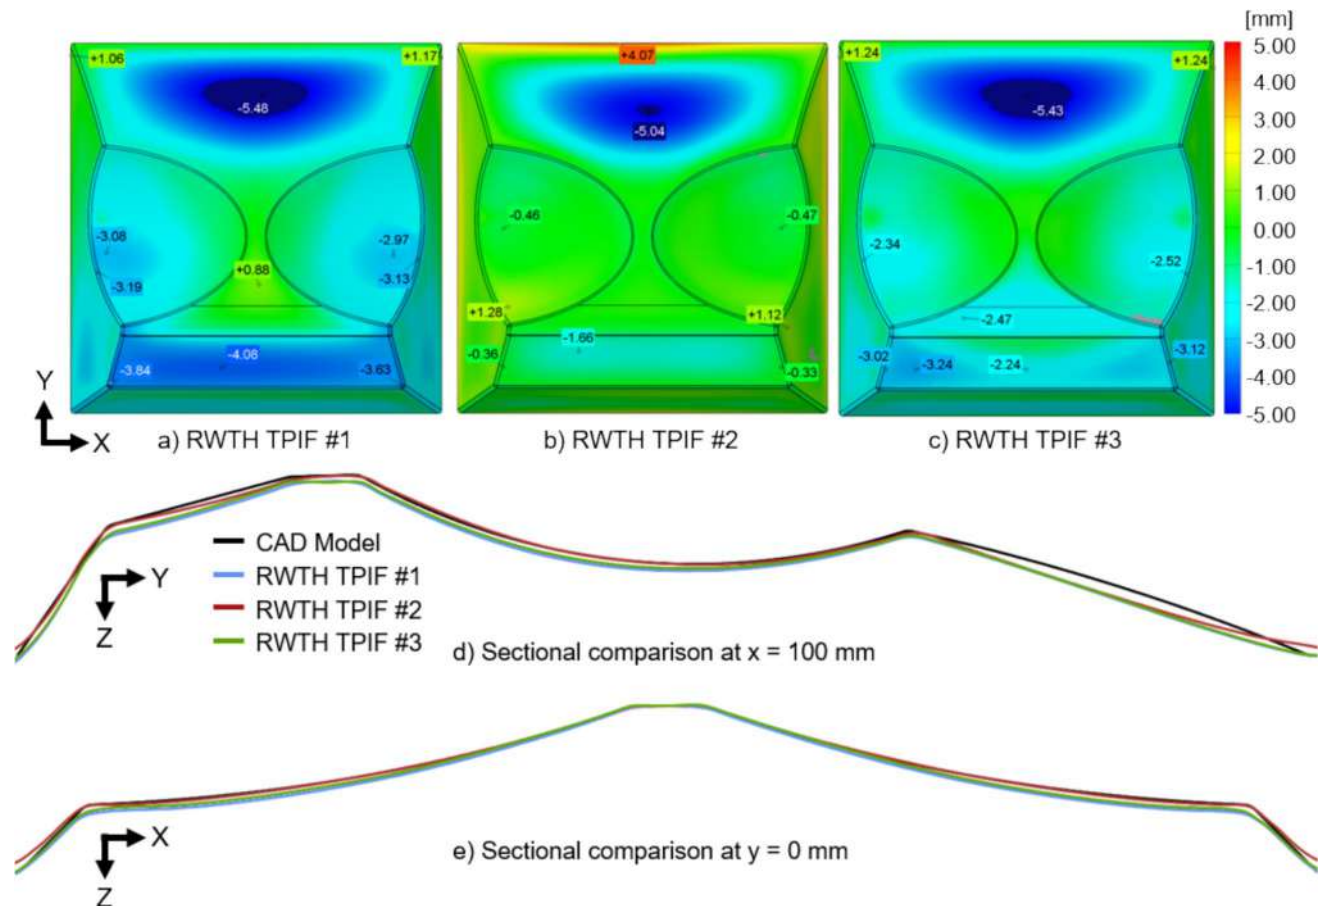 [mm]
+1.06
+1.17
-5.48
-3.08
-2.97
+0.88
-3.19
-3.13
-4.08
-3.84
-3.63
+4.07
-5.04
-0.46
-0.47
+1.28
+1.12
-1.66
-0.36
-0.33
+1.24
+1.24
-5.43
-2.34
-2.52
-2.47
-3.02
-3.12
-3.24
-2.24
5.00
3.00
2.00
1.00
0.00
-1.00
-2.00
-3.00
-4.00
-5.00
Y
X
a) RWTH TPIF #1
b) RWTH TPIF #2
c) RWTH TPIF #3
CAD Model
RWTH TPIF #1
RWTH TPIF #2
RWTH TPIF #3
Y
Z
d) Sectional comparison at x = 100 mm
X
Z
e) Sectional comparison at y = 0 mm